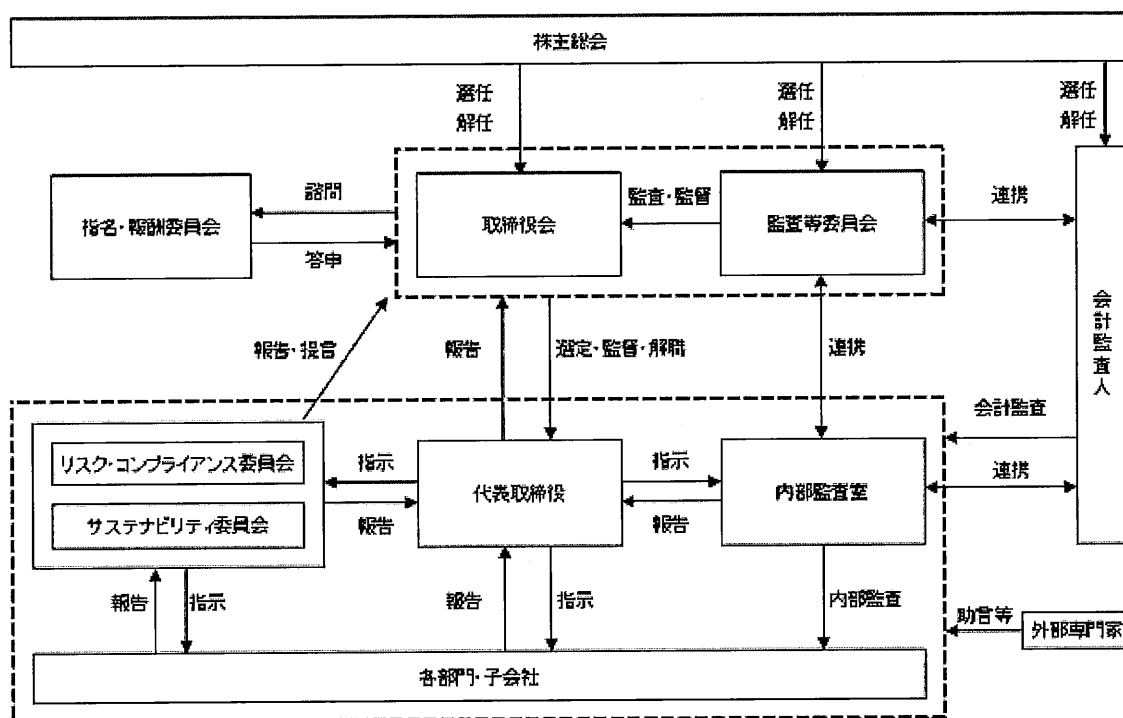 株主総会
選任
解任
選任
解任
選任
解任
指名・報酬委員会
諮問
答申
取締役会
監査・監督
監査等委員会
連携
会計監査人
報告・提言
報告
選定・監督・解職
連携
会計監査
リスク・コンプライアンス委員会
サステナビリティ委員会
指示
報告
代表取締役
指示
報告
内部監査室
連携
報告
指示
報告
指示
内部監査
助言等
外部専門家
各部門・子会社